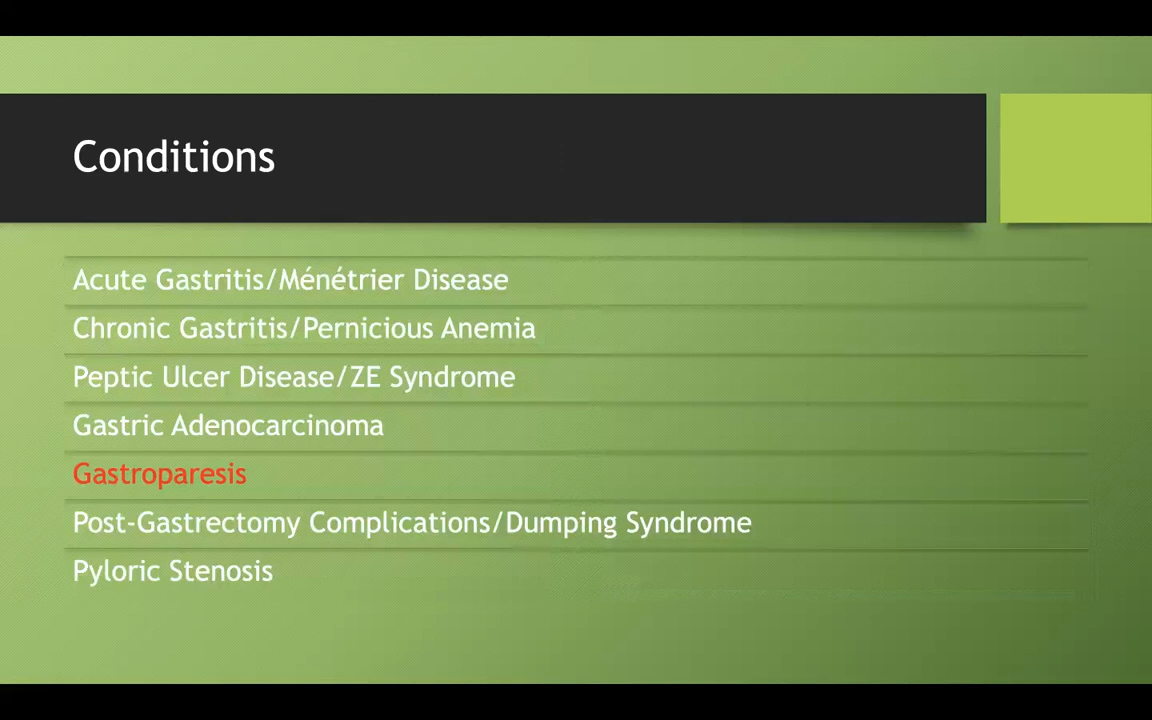 Conditions
Acute Gastritis/Ménétrier Disease
Chronic Gastritis/Pernicious Anemia
Peptic Ulcer Disease/ZE Syndrome
Gastric Adenocarcinoma
Gastroparesis
Post-Gastrectomy Complications/Dumping Syndrome
Pyloric Stenosis